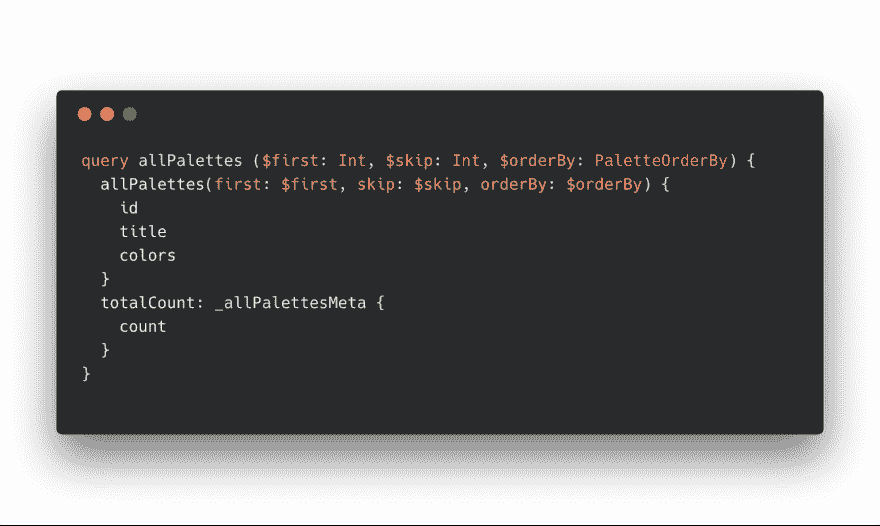 query allPalettes ($first: Int, $skip: Int, $orderBy: PaletteOrderBy) {
  allPalettes(first: $first, skip: $skip, orderBy: $orderBy) {
    id
    title
    colors
  }
  totalCount: _allPalettesMeta {
    count
  }
}